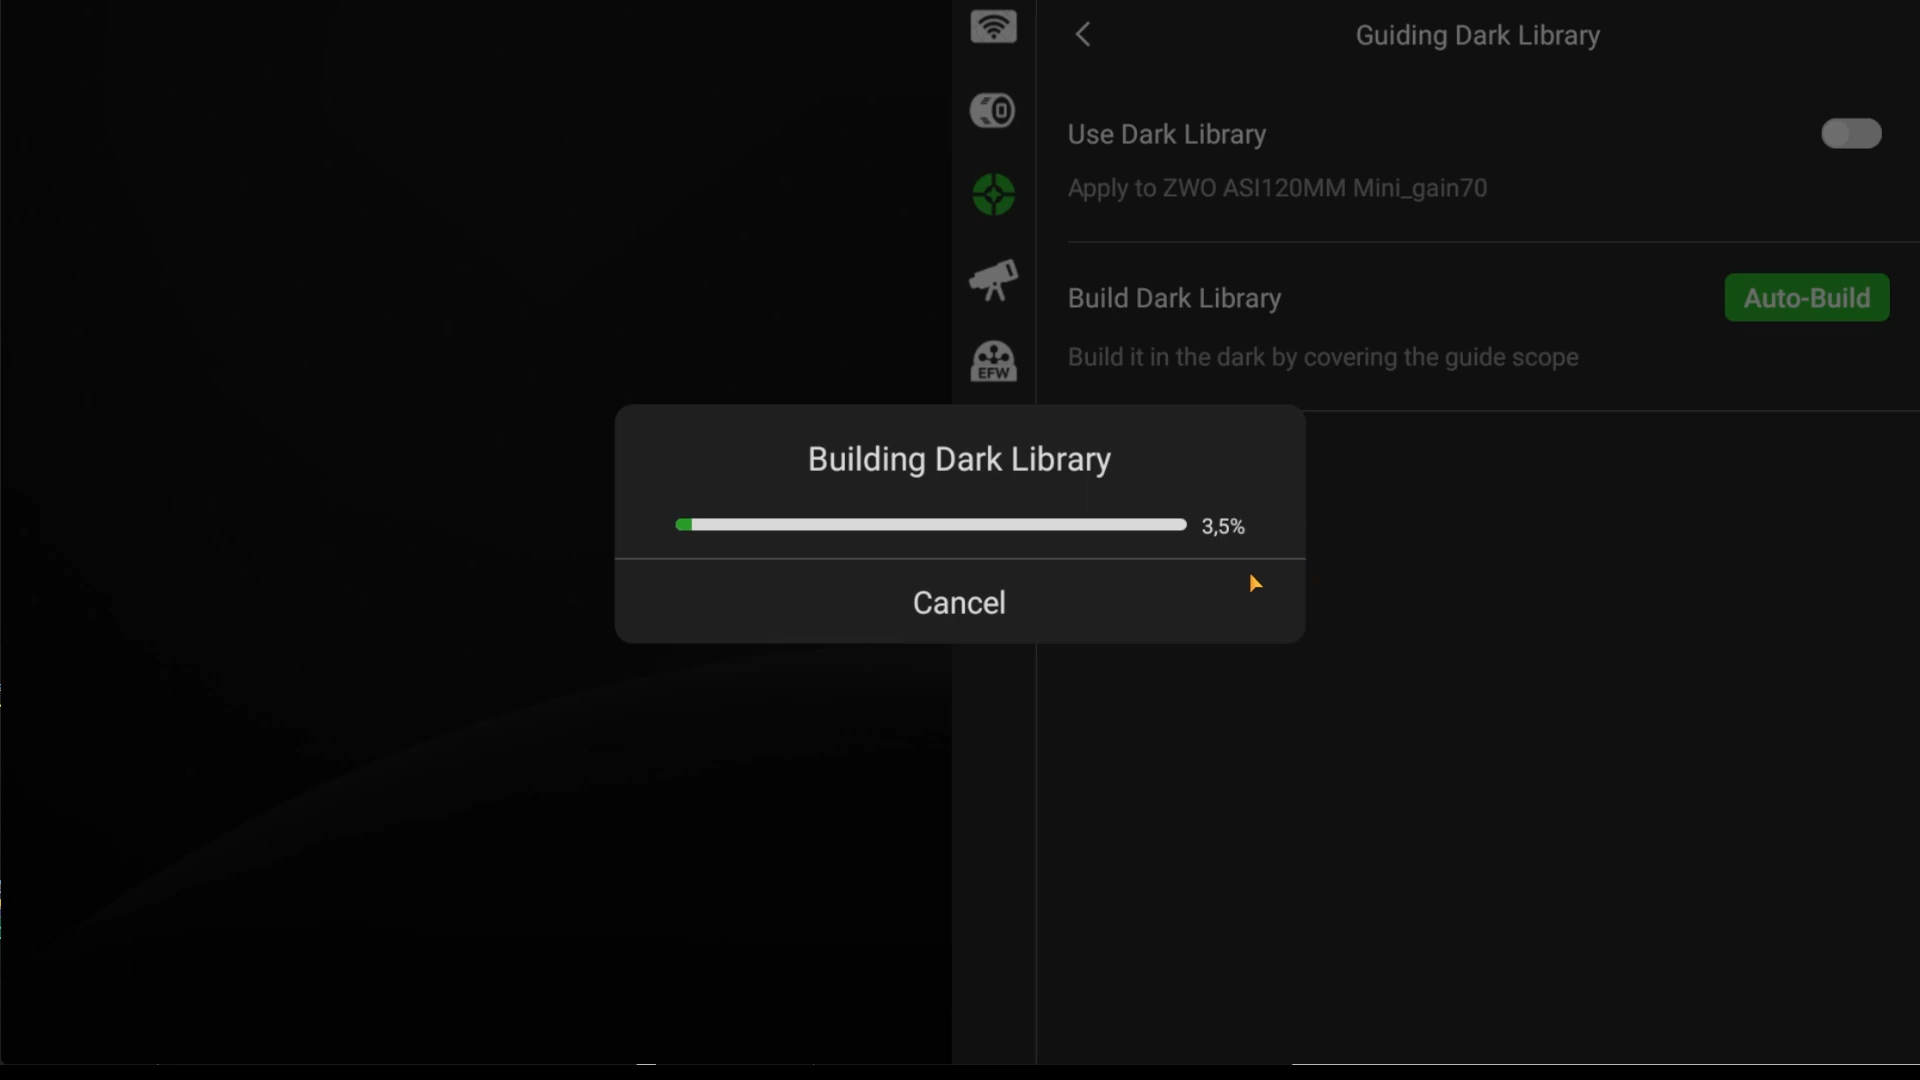 Guiding Dark Library
Use Dark Library
Apply to ZWO ASI120MM Mini_gain70
Build Dark Library
Auto-Build
Build it in the dark by covering the guide scope
EFW
Building Dark Library
3,5%
Cancel